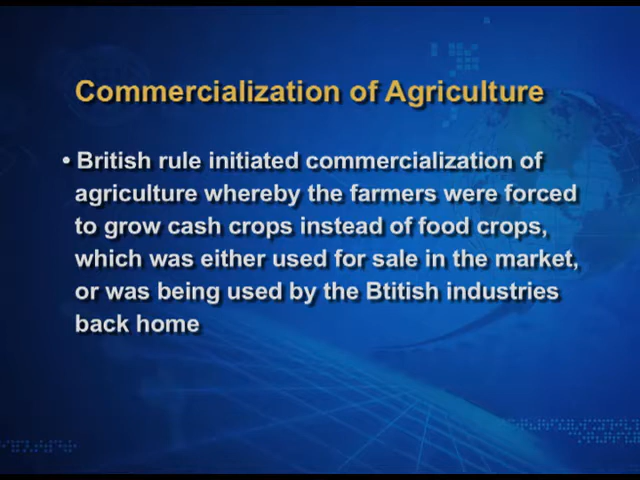 Commercialization of Agriculture
• British rule initiated commercialization of
agriculture whereby the farmers were forced
to grow cash crops instead of food crops,
which was either used for sale in the market,
or was being used by the Btitish industries
back home